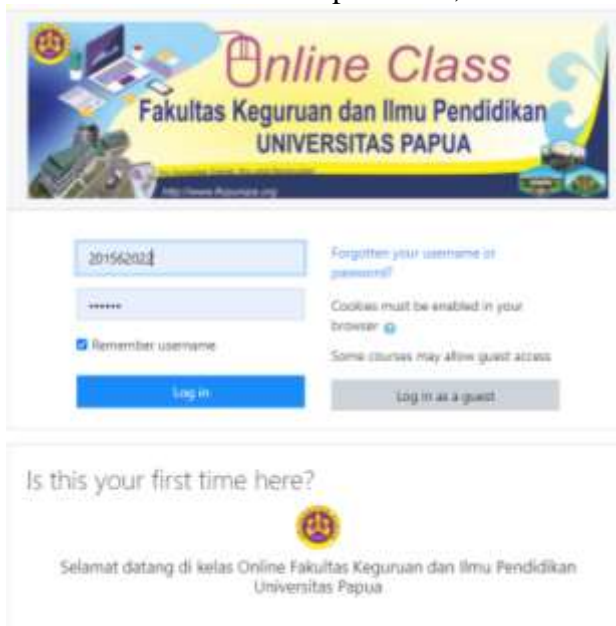 Online Class
Fakultas Keguruan dan Ilmu Pendidikan
UNIVERSITAS PAPUA
201562022
Forgotten your username or
password?
••••••
Cookies must be enabled in your
browser
Remember username
Some courses may allow guest access
Log in
Log in as a guest
Is this your first time here?
Selamat datang di kelas Online Fakultas Keguruan dan Ilmu Pendidikan
Universitas Papua